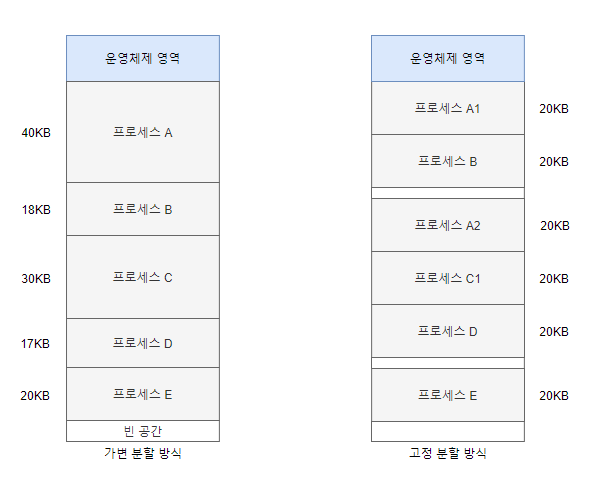 운영체제 영역
40KB 프로세스 A
18KB 프로세스 B
30KB 프로세스 C
17KB 프로세스 D
20KB 프로세스 E
빈 공간
가변 분할 방식
운영체제 영역
프로세스 A1 20KB
프로세스 B 20KB
프로세스 A2 20KB
프로세스 C1 20KB
프로세스 D 20KB
프로세스 E 20KB
고정 분할 방식